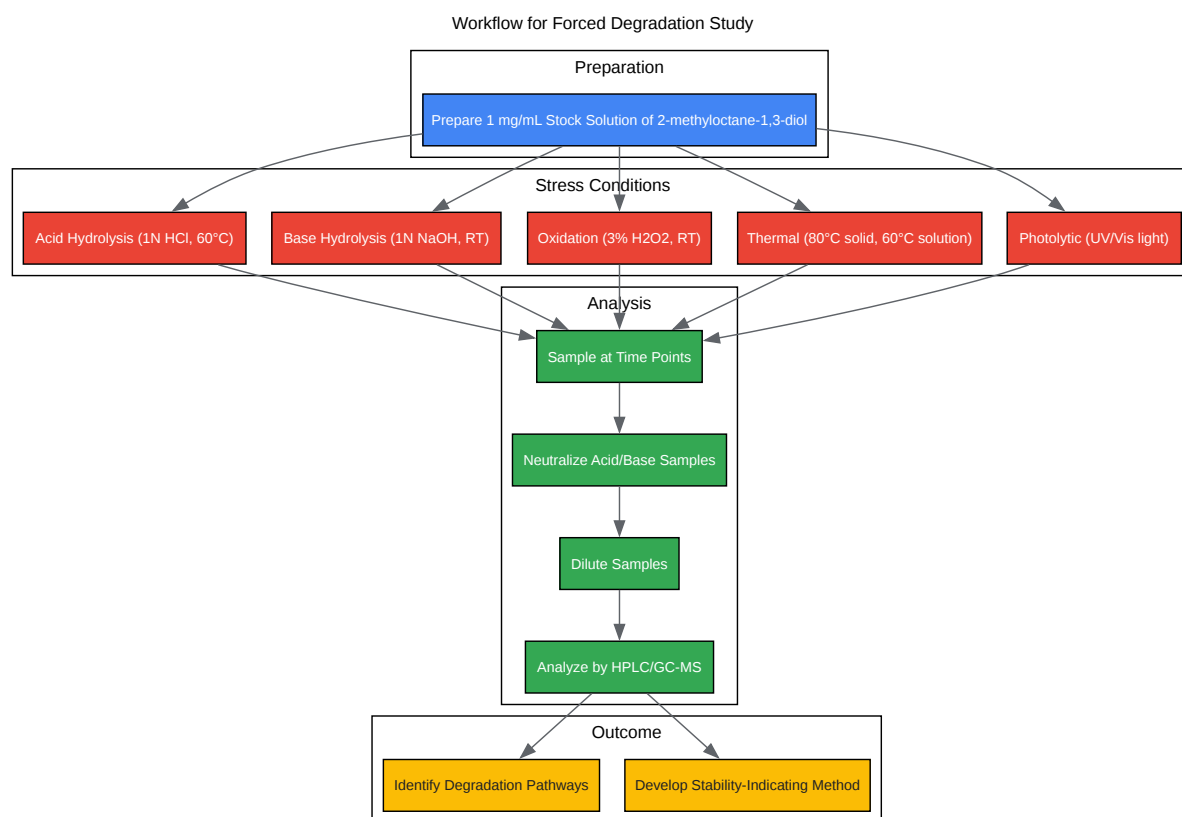 Workflow for Forced Degradation Study
Preparation
Prepare 1 mg/mL Stock Solution of 2-methyloctane-1,3-diol
Stress Conditions
Acid Hydrolysis (1N HCl, 60°C)
Base Hydrolysis (1N NaOH, RT)
Oxidation (3% H2O2, RT)
Thermal (80°C solid, 60°C solution)
Photolytic (UV/Vis light)
Analysis
Sample at Time Points
Neutralize Acid/Base Samples
Dilute Samples
Analyze by HPLC/GC-MS
Outcome
Identify Degradation Pathways
Develop Stability-Indicating Method